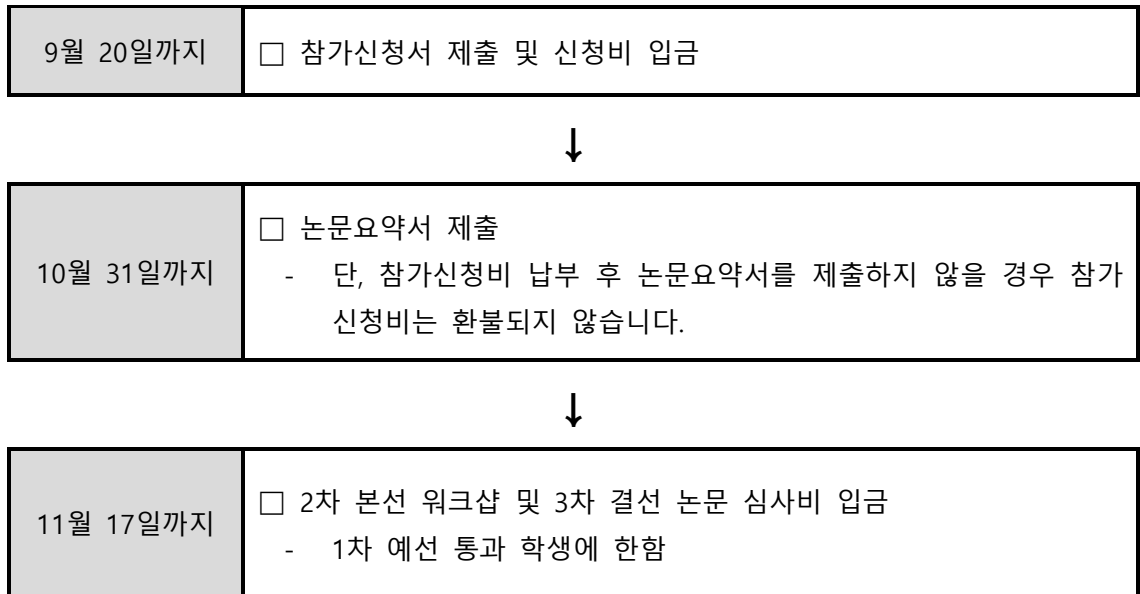 9월 20일까지
□ 참가신청서 제출 및 신청비 입금
↓
10월 31일까지
□ 논문요약서 제출
- 단, 참가신청비 납부 후 논문요약서를 제출하지 않을 경우 참가
신청비는 환불되지 않습니다.
↓
11월 17일까지
□ 2차 본선 워크샵 및 3차 결선 논문 심사비 입금
- 1차 예선 통과 학생에 한함